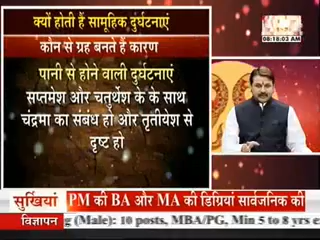 क्यों होती हैं सामूहिक दुर्घटनाएं
कौन से ग्रह बनते हैं कारण
पानी से होने वाली दुर्घटनाएं
सप्तमेश और चतुर्थेश के के साथ
चंद्रमा का संबंध हो और तृतीयेश से
दृष्ट हो
08:18:02 AM
सुर्खियां
PM की BA और MA की डिग्रियां सार्वजनिक की
विज्ञापन
(Male): 10 posts, MBA/PG, Min 5 to 8 yrs